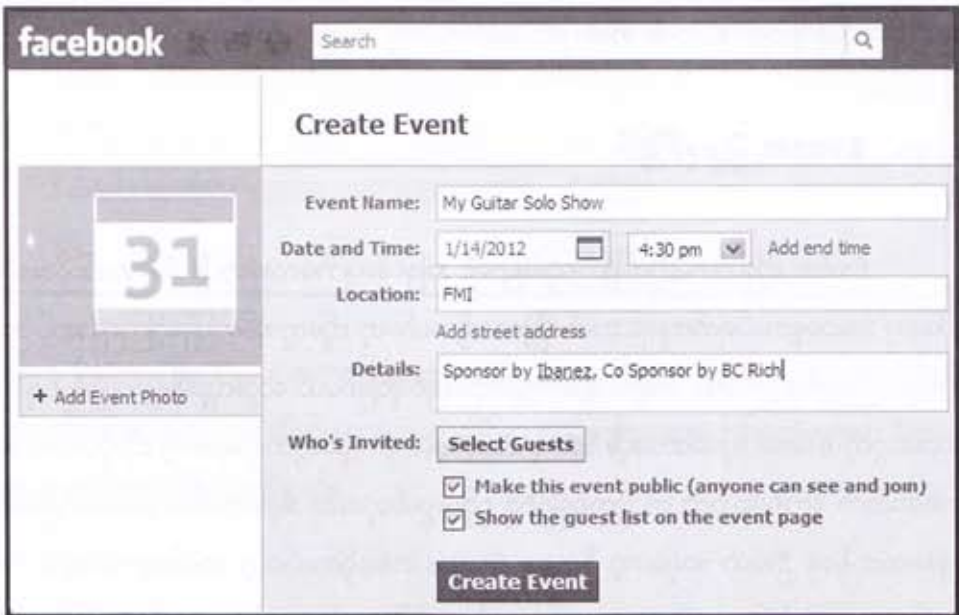 facebook Search
Create Event
31
Event Name: My Guitar Solo Show
Date and Time: 1/14/2012 4:30 pm Add end time
Location: FMI
Add street address
Details: Sponsor by Ibanez, Co Sponsor by BC Rich
+ Add Event Photo
Who's Invited: Select Guests
Make this event public (anyone can see and join)
Show the guest list on the event page
Create Event